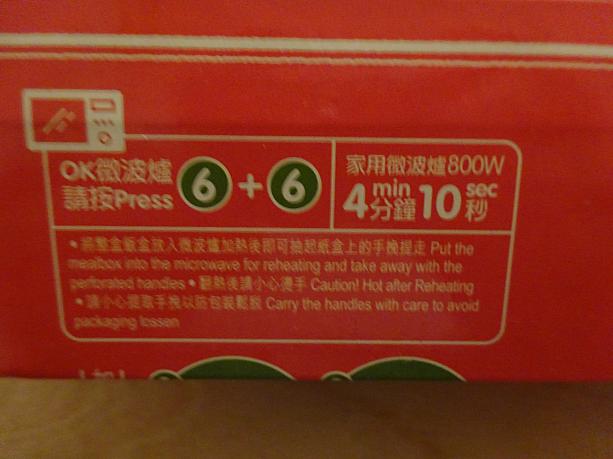 OK微波爐
請按Press 6 + 6
家用微波爐800W
4 min 分鐘 10 sec 秒
• 將整盒飯盒放入微波爐加熱後即可抽起紙盒上的手挽提走 Put the
mealbox into the microwave for reheating and take away with the
perforated handles • 翻熱後請小心燙手 Caution! Hot after Reheating
• 請小心提取手挽以防包裝鬆脫 Carry the handles with care to avoid
packaging lossen